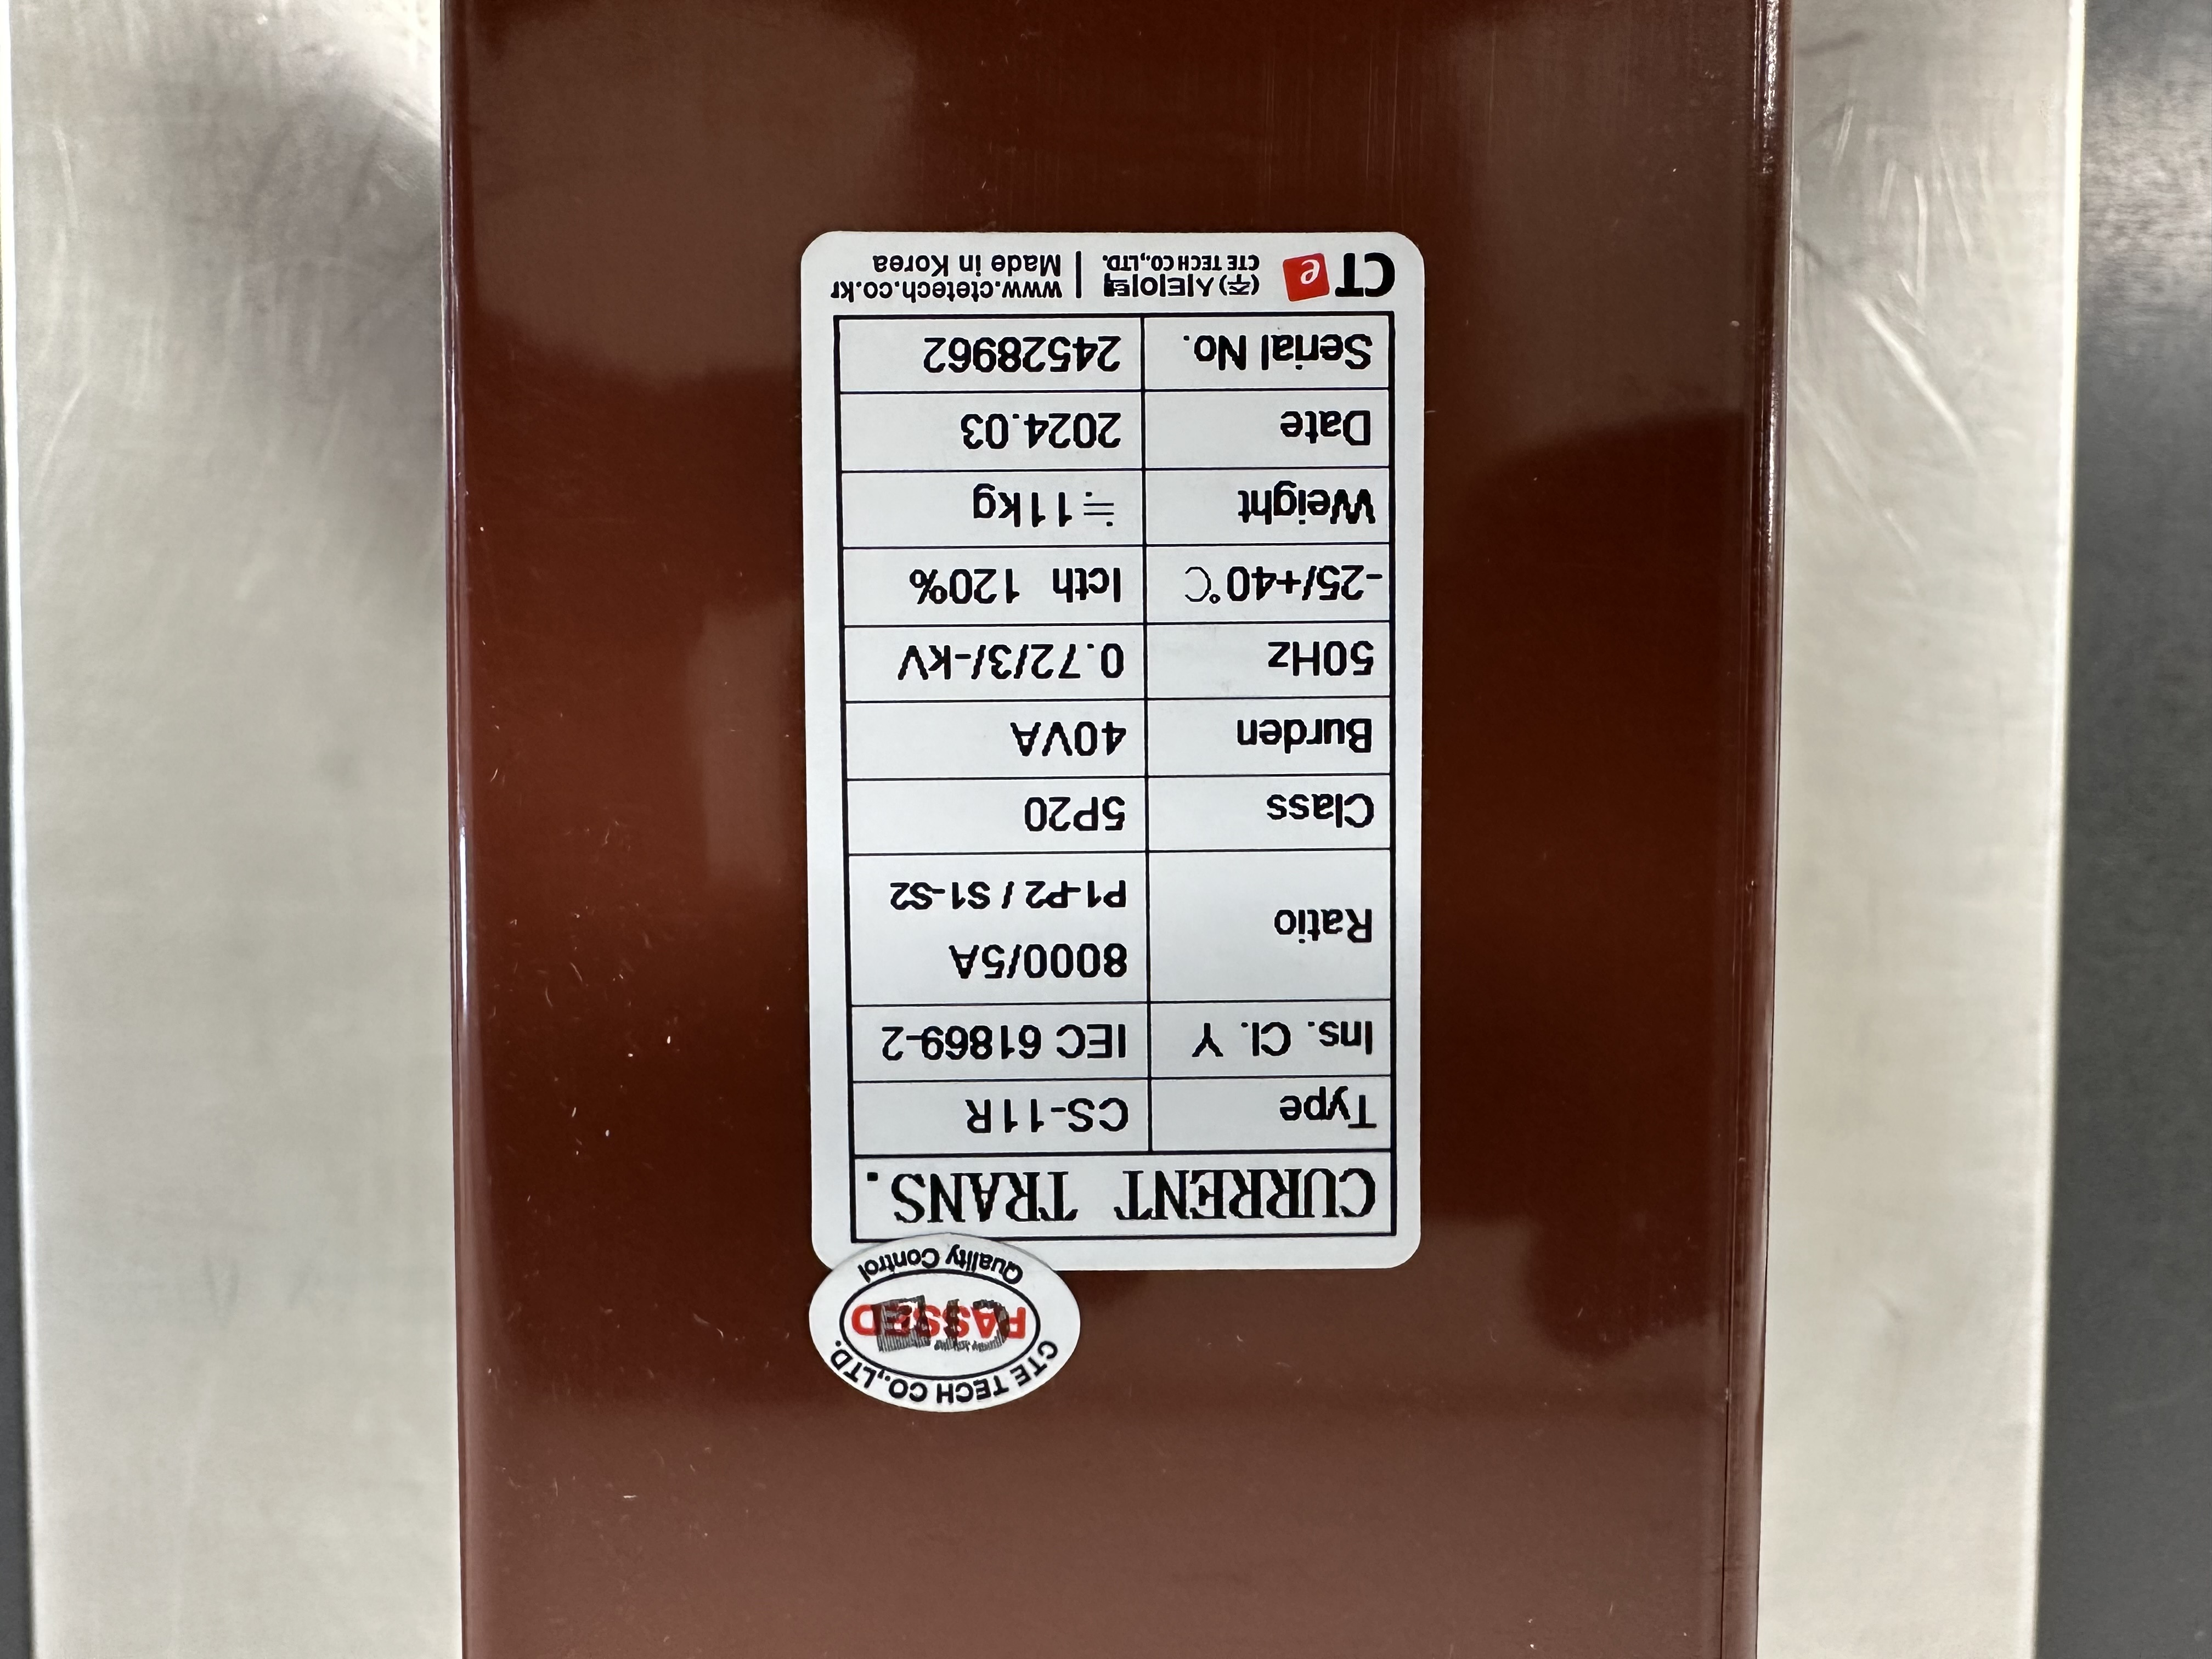 CTE TECH CO.,LTD.
PASSED
Quality Control
CURRENT TRANS.
Type CS-11R
Ins. Cl. Y IEC 61869-2
Ratio 8000/5A
P1-P2 / S1-S2
Class 5P20
Burden 40VA
50Hz 0.72/3/-kV
-25/+40℃ Icth 120%
Weight ≒11kg
Date 2024.03
Serial No. 24528962
CTe (주)시티이텍 | www.ctetech.co.kr
CTE TECH CO.,LTD. | Made in Korea